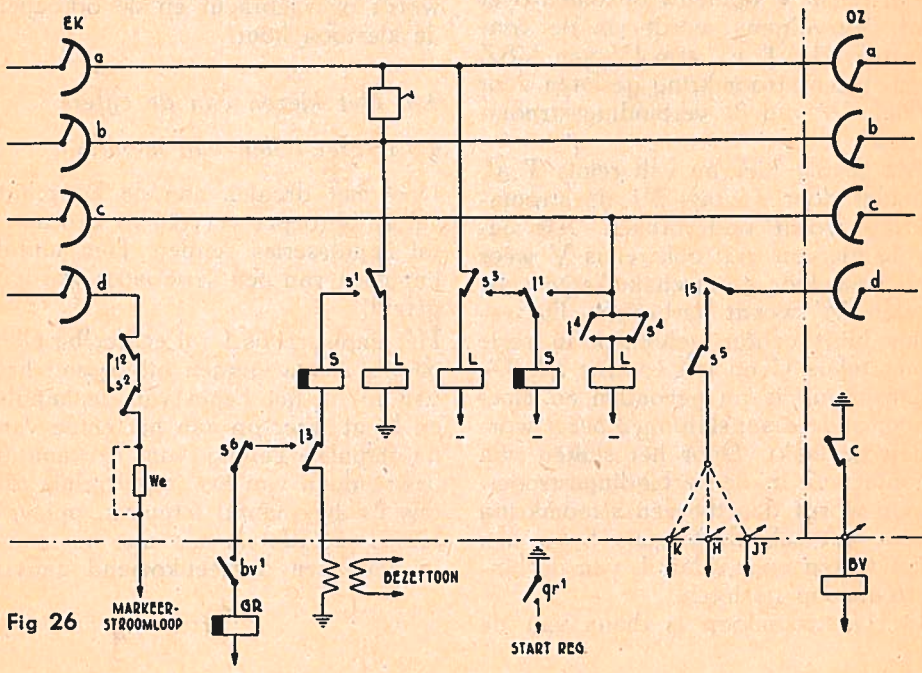 EK
OZ
a
a
b
b
c
c
s¹
s³
l¹
l⁴
s⁴
l⁵
d
d
l²
s²
S
L
L
S
L
s⁵
s⁶
l³
c
We
K
H
JT
bv¹
BEZETTOON
gr¹
BV
Fig 26
MARKEER-
STROOMLOOP
GR
START REG.